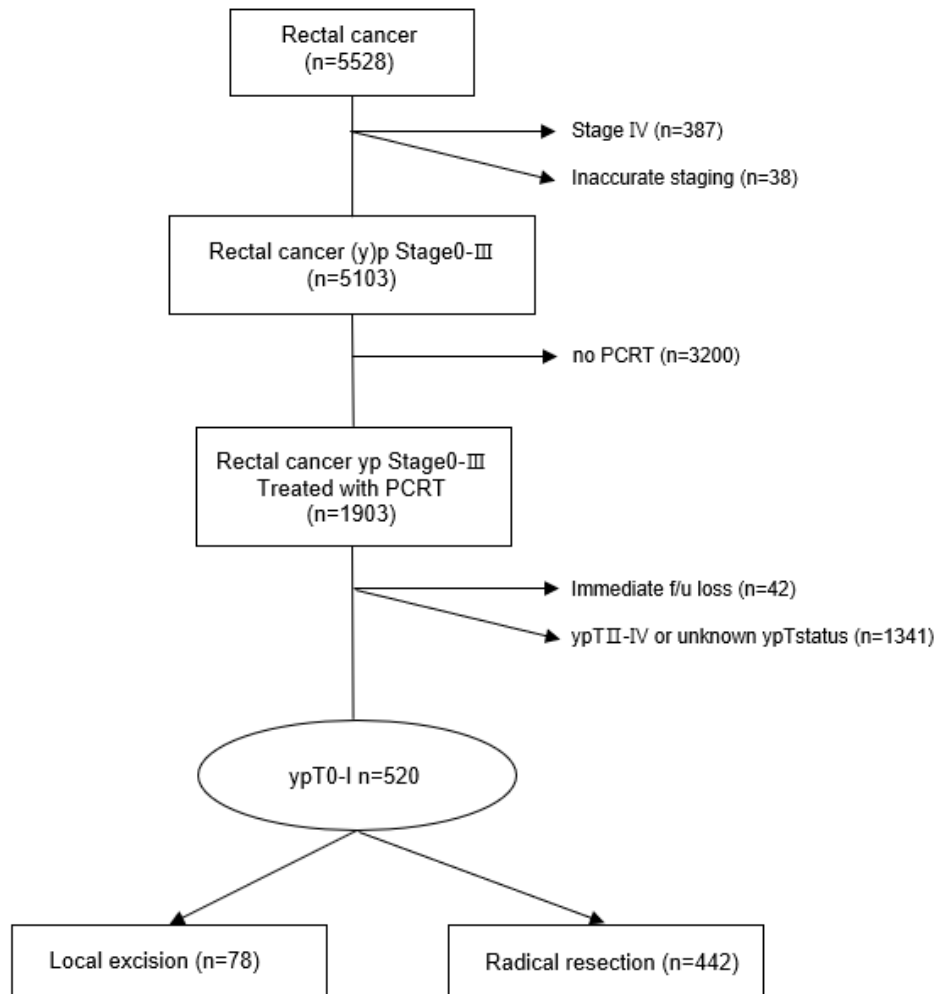 Rectal cancer
(n=5528)
Stage Ⅳ (n=387)
Inaccurate staging (n=38)
Rectal cancer (y)p Stage0-Ⅲ
(n=5103)
no PCRT (n=3200)
Rectal cancer yp Stage0-Ⅲ
Treated with PCRT
(n=1903)
Immediate f/u loss (n=42)
ypTⅡ-Ⅳ or unknown ypTstatus (n=1341)
ypT0-I n=520
Local excision (n=78)
Radical resection (n=442)